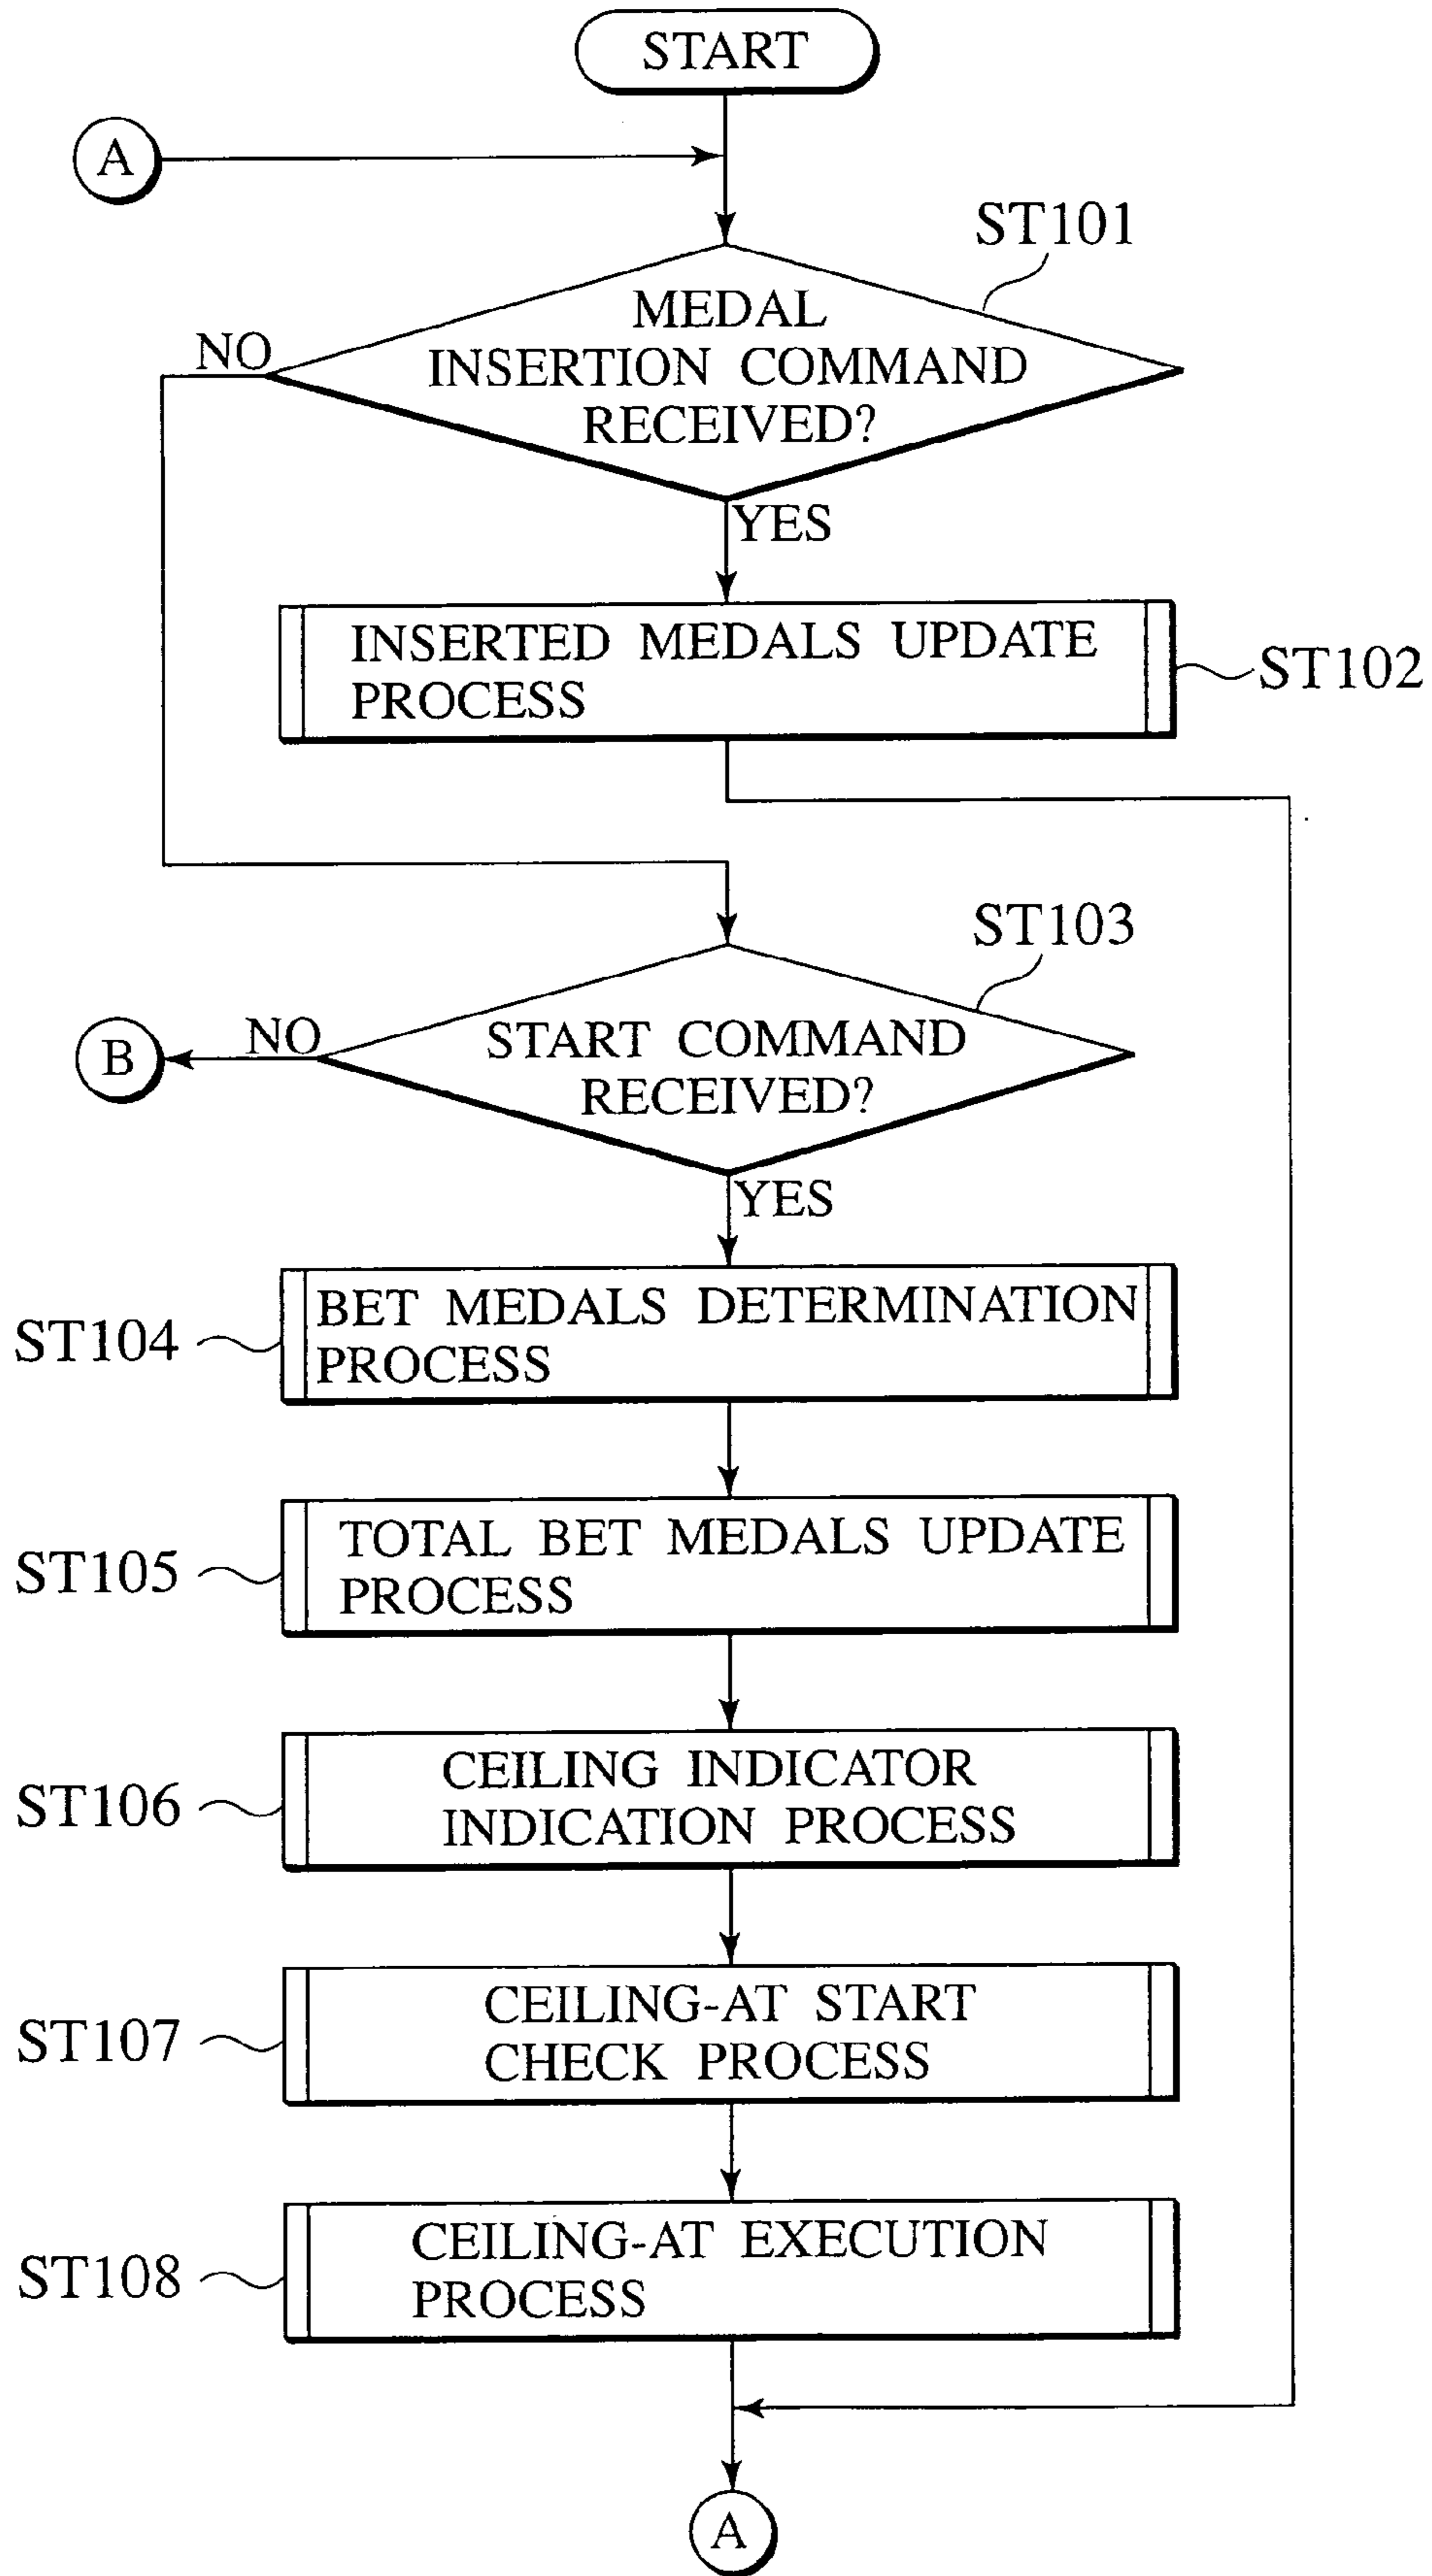 START
A
ST101
MEDAL
INSERTION COMMAND
RECEIVED?
NO
YES
INSERTED MEDALS UPDATE
PROCESS
ST102
ST103
START COMMAND
RECEIVED?
NO
B
YES
ST104
BET MEDALS DETERMINATION
PROCESS
ST105
TOTAL BET MEDALS UPDATE
PROCESS
ST106
CEILING INDICATOR
INDICATION PROCESS
ST107
CEILING-AT START
CHECK PROCESS
ST108
CEILING-AT EXECUTION
PROCESS
A